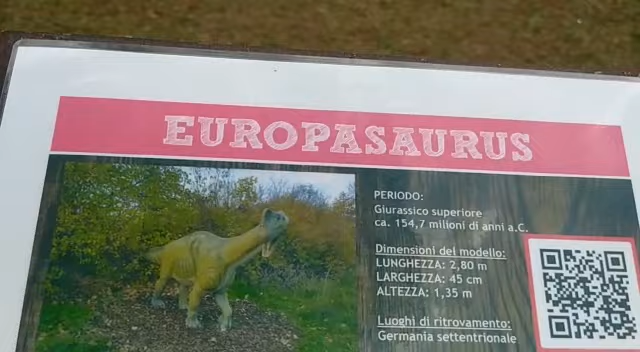 EUROPASAURUS
PERIODO:
Giurassico superiore
ca. 154,7 milioni di anni a.C.
Dimensioni del modello:
LUNGHEZZA: 2,80 m
LARGHEZZA: 45 cm
ALTEZZA: 1,35 m
Luoghi di ritrovamento:
Germania settentrionale